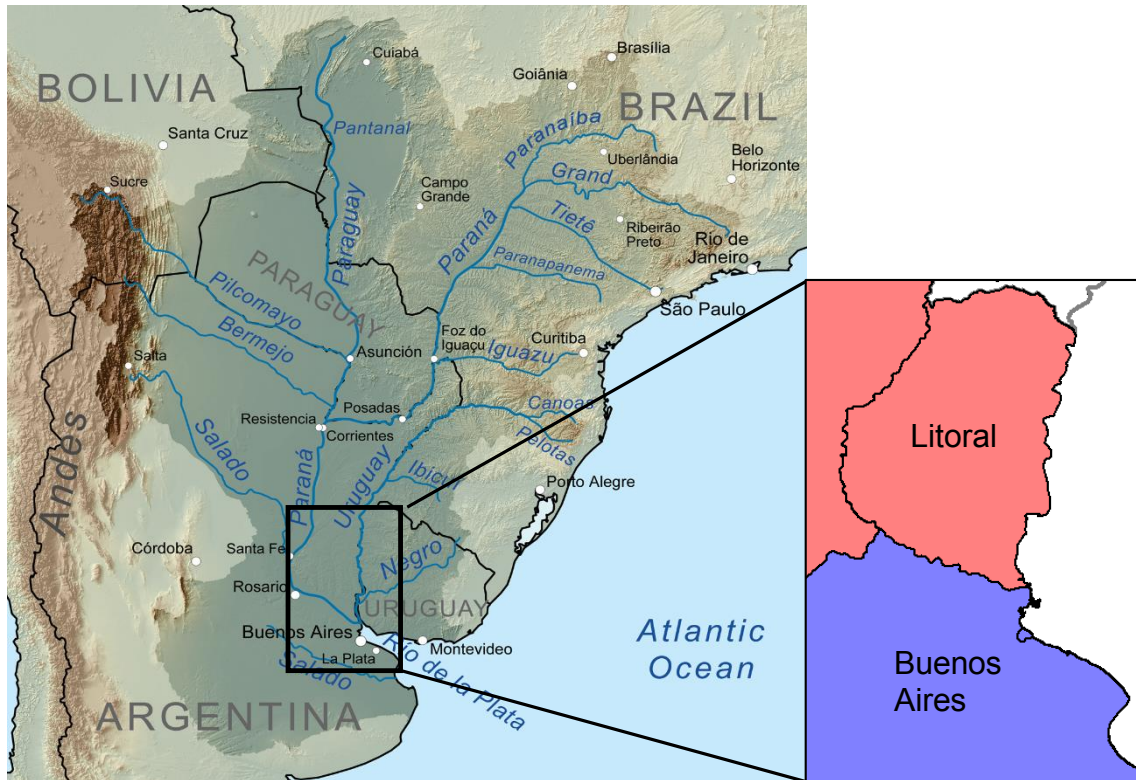 Cuiabá
Brasília
Goiânia
BOLIVIA
BRAZIL
Santa Cruz
Pantanal
Paranaíba
Uberlândia
Belo
Horizonte
Sucre
Campo
Grande
Grand
Paraguay
Paraná
Tietê
Ribeirão
Preto
Rio de
Janeiro
PARAGUAY
Paranapanema
São Paulo
Pilcomayo
Bermejo
Asunción
Foz do
Iguaçu
Iguazu
Curitiba
Salta
Andes
Salado
Resistencia
Corrientes
Posadas
Canoas
Pelotas
Uruguay
Ibicuí
Paraná
Porto Alegre
Córdoba
Santa Fe
Rosario
Negro
URUGUAY
Buenos Aires
La Plata
Montevideo
Río de la Plata
Salado
ARGENTINA
Atlantic
Ocean
Litoral
Buenos
Aires